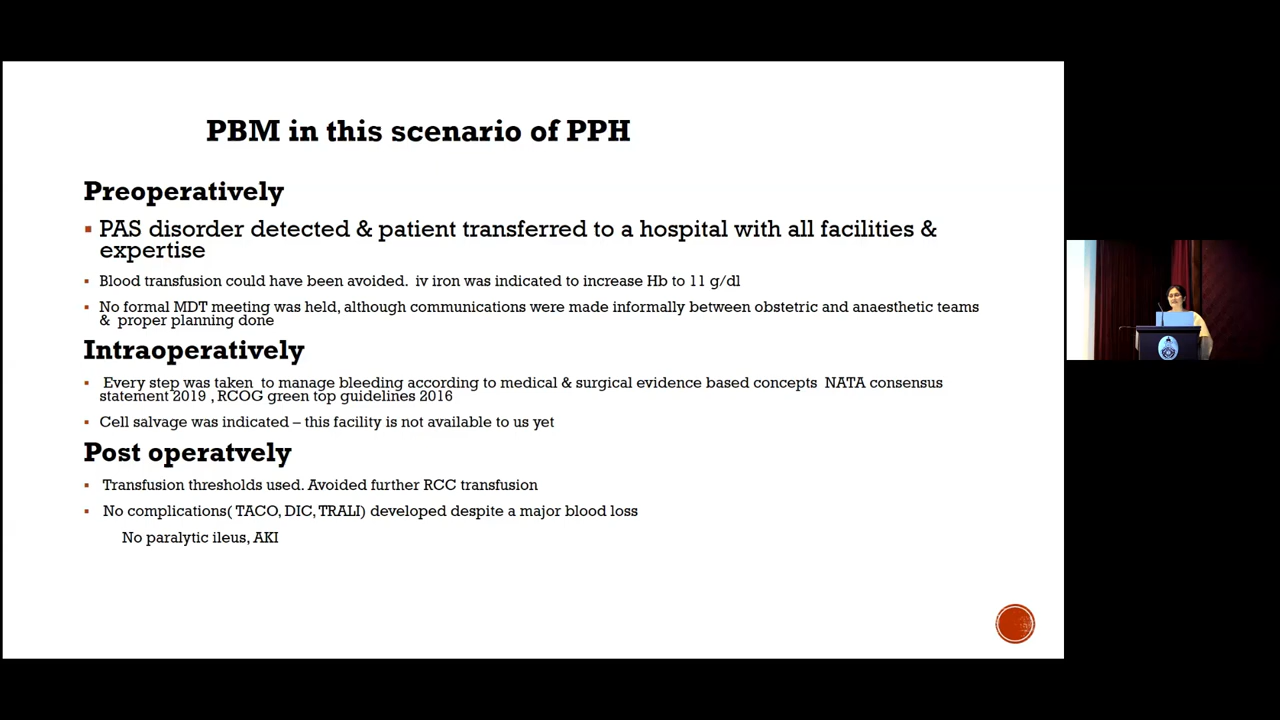 PBM in this scenario of PPH
Preoperatively
▪ PAS disorder detected & patient transferred to a hospital with all facilities &
expertise
▪ Blood transfusion could have been avoided. iv iron was indicated to increase Hb to 11 g/dl
▪ No formal MDT meeting was held, although communications were made informally between obstetric and anaesthetic teams
& proper planning done
Intraoperatively
▪ Every step was taken to manage bleeding according to medical & surgical evidence based concepts NATA consensus
statement 2019 , RCOG green top guidelines 2016
▪ Cell salvage was indicated – this facility is not available to us yet
Post operatvely
▪ Transfusion thresholds used. Avoided further RCC transfusion
▪ No complications( TACO, DIC, TRALI) developed despite a major blood loss
No paralytic ileus, AKI